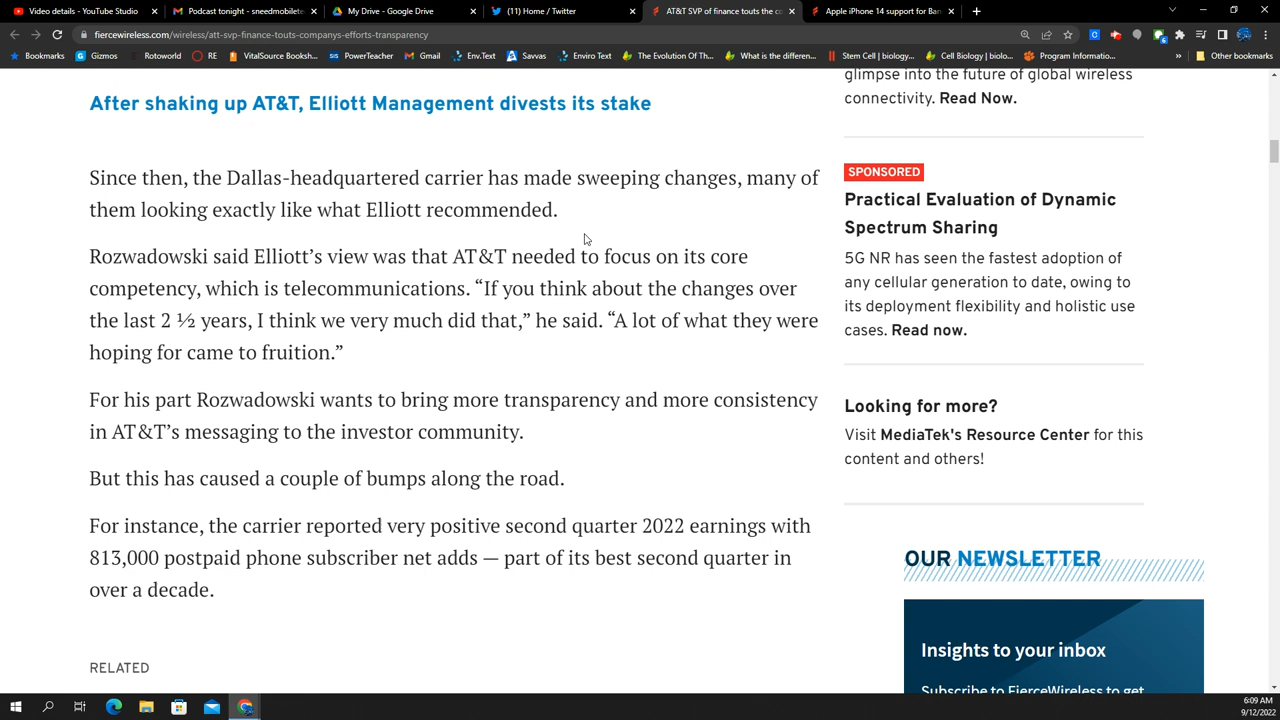 Video details - YouTube Studio
Podcast tonight - sneedmobilete
My Drive - Google Drive
(11) Home / Twitter
AT&T SVP of finance touts the co
Apple iPhone 14 support for Ban
fiercewireless.com/wireless/att-svp-finance-touts-companys-efforts-transparency
Bookmarks
Gizmos
Rotoworld
RE
VitalSource Bookshel...
SIS PowerTeacher
Gmail
Env.Text
Savvas
Enviro Text
The Evolution Of Th...
What is the differen...
Stem Cell | biology...
Cell Biology | biolo...
Program Informatio...
»
Other bookmarks
After shaking up AT&T, Elliott Management divests its stake
Since then, the Dallas-headquartered carrier has made sweeping changes, many of
them looking exactly like what Elliott recommended.
Rozwadowski said Elliott’s view was that AT&T needed to focus on its core
competency, which is telecommunications. “If you think about the changes over
the last 2 ½ years, I think we very much did that,” he said. “A lot of what they were
hoping for came to fruition.”
For his part Rozwadowski wants to bring more transparency and more consistency
in AT&T’s messaging to the investor community.
But this has caused a couple of bumps along the road.
For instance, the carrier reported very positive second quarter 2022 earnings with
813,000 postpaid phone subscriber net adds — part of its best second quarter in
over a decade.
RELATED
glimpse into the future of global wireless
connectivity. Read Now.
SPONSORED
Practical Evaluation of Dynamic
Spectrum Sharing
5G NR has seen the fastest adoption of
any cellular generation to date, owing to
its deployment flexibility and holistic use
cases. Read now.
Looking for more?
Visit MediaTek's Resource Center for this
content and others!
OUR NEWSLETTER
Insights to your inbox
Subscribe to FierceWireless to get
6:09 AM
9/12/2022